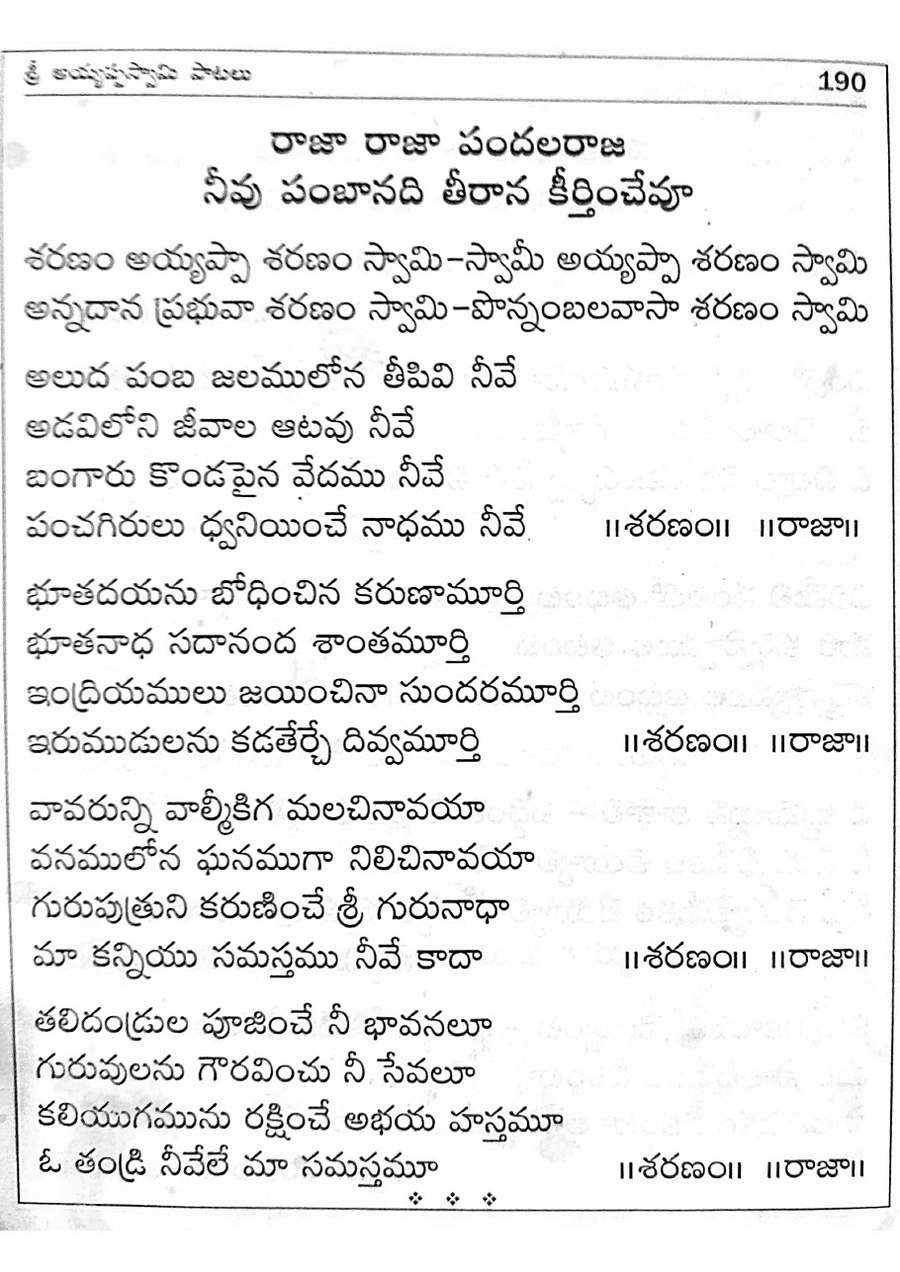 శ్రీ అయ్యప్పస్వామి పాటలు 190
రాజా రాజా పందలరాజ
నీవు పంబానది తీరాన కీర్తించేవూ
శరణం అయ్యప్పా శరణం స్వామి-స్వామీ అయ్యప్పా శరణం స్వామి
అన్నదాన ప్రభువా శరణం స్వామి-పొన్నంబలవాసా శరణం స్వామి
అలుద పంబ జలములోన తీపివి నీవే
అడవిలోని జీవాల ఆటవు నీవే
బంగారు కొండపైన వేదము నీవే
పంచగిరులు ధ్వనియించే నాధము నీవే ॥శరణం॥ ॥రాజా॥
భూతదయను బోధించిన కరుణామూర్తి
భూతనాధ సదానంద శాంతమూర్తి
ఇంద్రియములు జయించినా సుందరమూర్తి
ఇరుముడులను కడతేర్చే దివ్వమూర్తి ॥శరణం॥ ॥రాజా॥
వావరున్ని వాల్మీకిగ మలచినావయా
వనములోన ఘనముగా నిలిచినావయా
గురుపుత్రుని కరుణించే శ్రీ గురునాధా
మా కన్నియు సమస్తము నీవే కాదా ॥శరణం॥ ॥రాజా॥
తలిదండ్రుల పూజించే నీ భావనలూ
గురువులను గౌరవించు నీ సేవలూ
కలియుగమును రక్షించే అభయ హస్తమూ
ఓ తండ్రి నీవేలే మా సమస్తమూ ॥శరణం॥ ॥రాజా॥